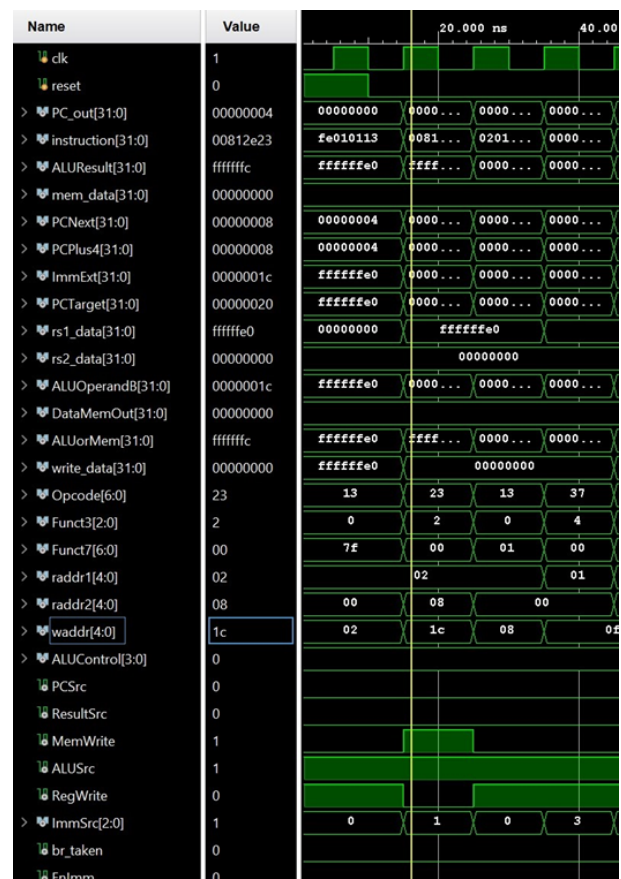 Name Value 20.000 ns 40.00
clk 1
reset 0
PC_out[31:0] 00000004 00000000 0000... 0000... 0000...
instruction[31:0] 00812e23 fe010113 0081... 0201... 0000...
ALUResult[31:0] fffffffc ffffffe0 ffff... 0000... 0000...
mem_data[31:0] 00000000
PCNext[31:0] 00000008 00000004 0000... 0000... 0000...
PCPlus4[31:0] 00000008 00000004 0000... 0000... 0000...
ImmExt[31:0] 0000001c ffffffe0 0000... 0000... 0000...
PCTarget[31:0] 00000020 ffffffe0 0000... 0000... 0000...
rs1_data[31:0] ffffffe0 00000000 ffffffe0
rs2_data[31:0] 00000000 00000000
ALUOperandB[31:0] 0000001c ffffffe0 0000... 0000... 0000...
DataMemOut[31:0] 00000000
ALUorMem[31:0] fffffffc ffffffe0 ffff... 0000... 0000...
write_data[31:0] 00000000 ffffffe0 00000000
Opcode[6:0] 23 13 23 13 37
Funct3[2:0] 2 0 2 0 4
Funct7[6:0] 00 7f 00 01 00
raddr1[4:0] 02 02 01
raddr2[4:0] 08 00 08 00
waddr[4:0] 1c 02 1c 08 0f
ALUControl[3:0] 0
PCSrc 0
ResultSrc 0
MemWrite 1
ALUSrc 1
RegWrite 0
ImmSrc[2:0] 1 0 1 0 3
br_taken 0